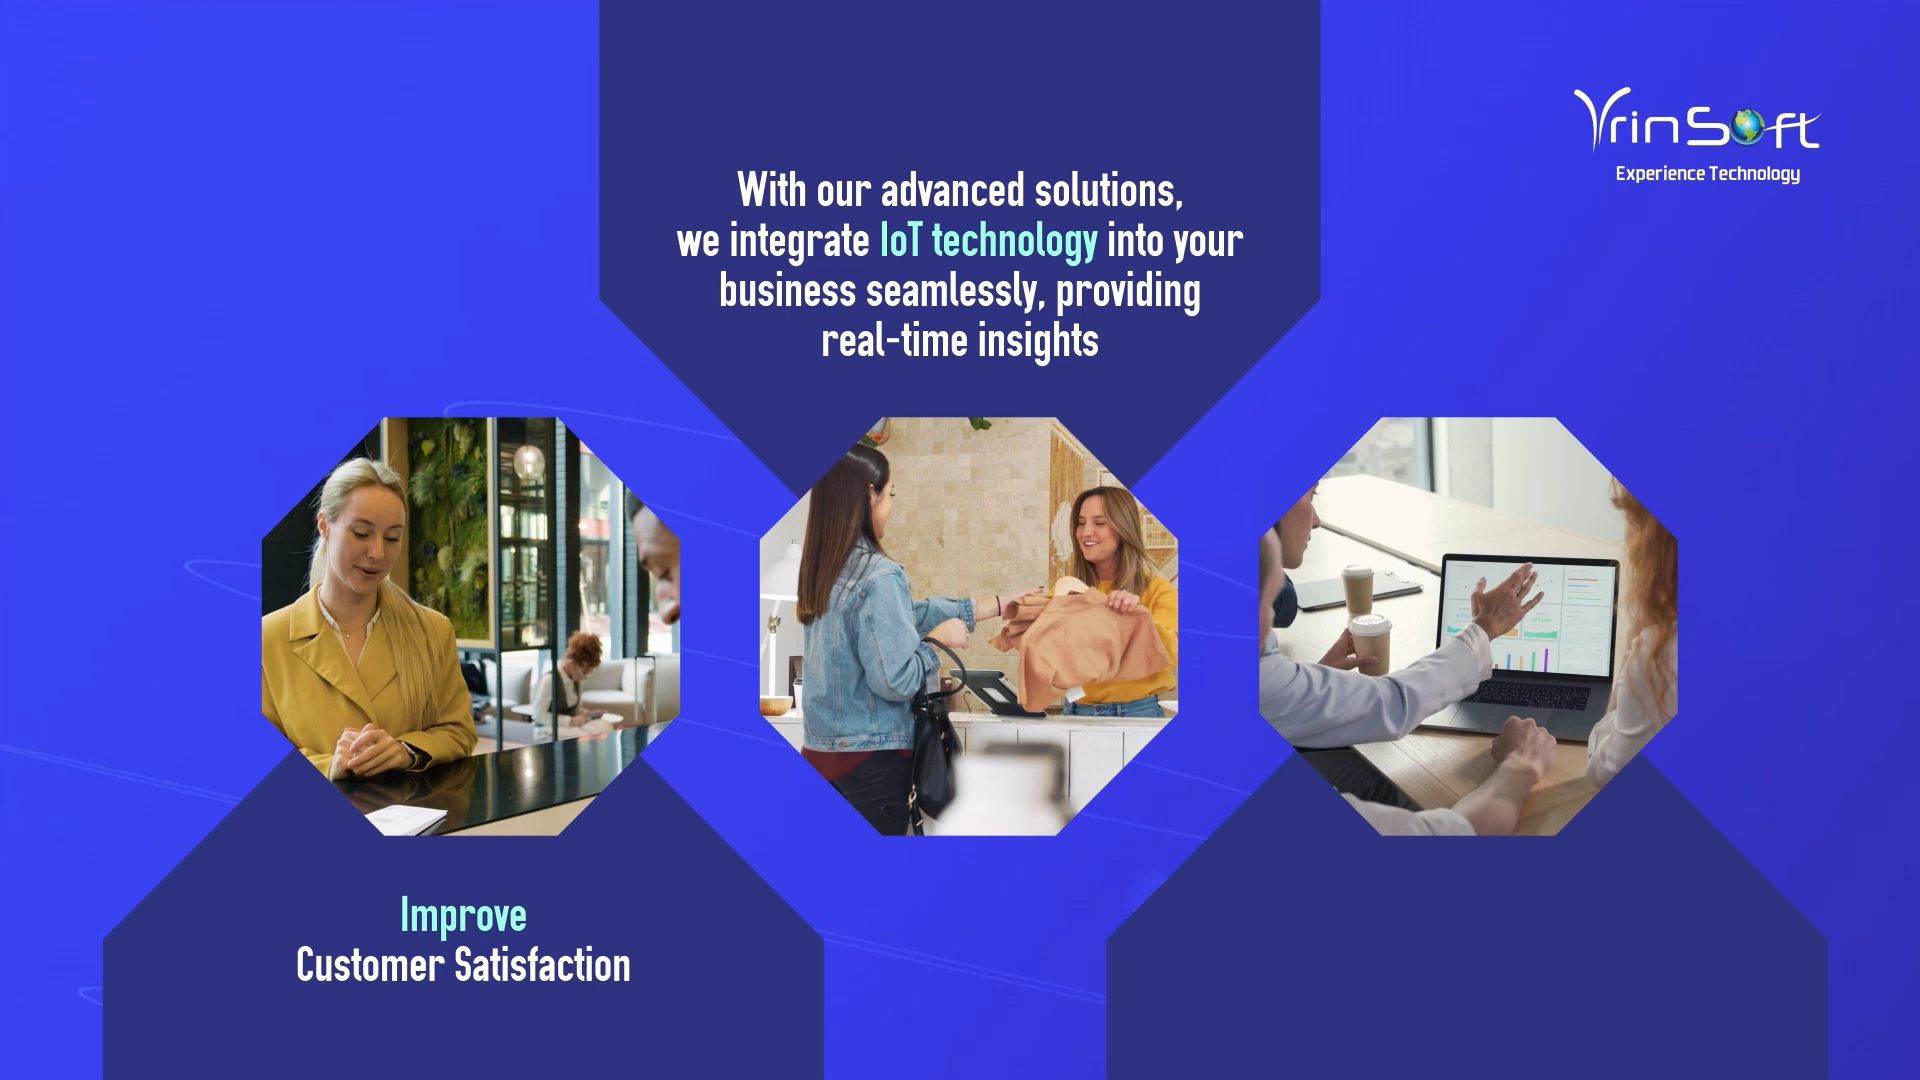 VrinSoft
Experience Technology
With our advanced solutions,
we integrate IoT technology into your
business seamlessly, providing
real-time insights
Improve
Customer Satisfaction